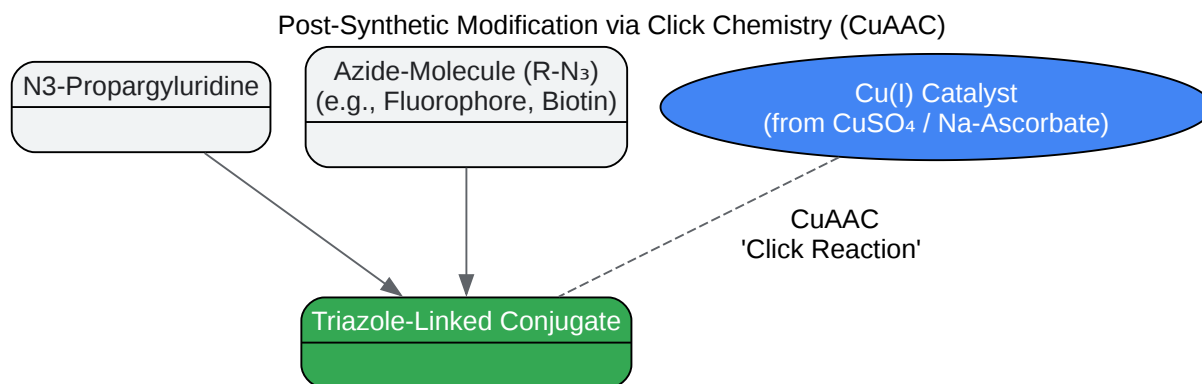 Post-Synthetic Modification via Click Chemistry (CuAAC)
N3-Propargyluridine
Azide-Molecule (R-N₃)
(e.g., Fluorophore, Biotin)
Cu(I) Catalyst
(from CuSO₄ / Na-Ascorbate)
CuAAC
'Click Reaction'
Triazole-Linked Conjugate